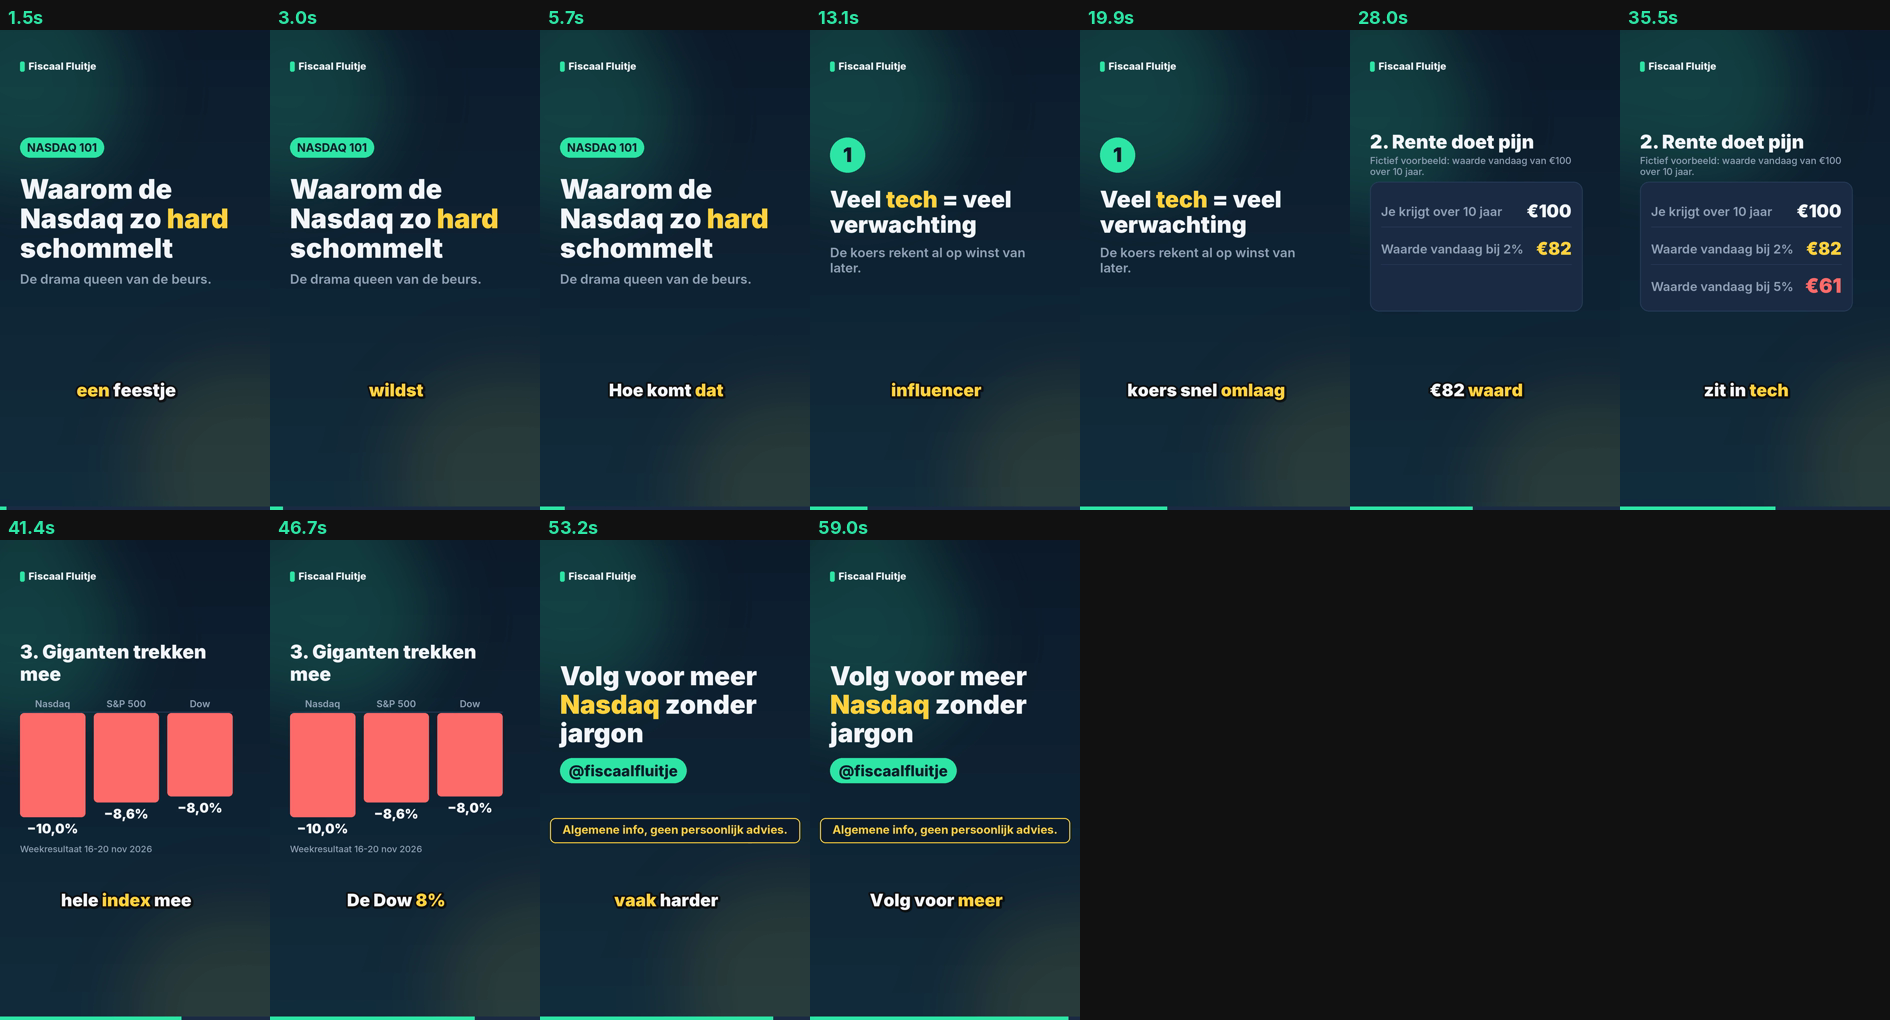 1.5s
Fiscaal Fluitje
NASDAQ 101
Waarom de
Nasdaq zo hard
schommelt
De drama queen van de beurs.
een feestje
3.0s
Fiscaal Fluitje
NASDAQ 101
Waarom de
Nasdaq zo hard
schommelt
De drama queen van de beurs.
wildst
5.7s
Fiscaal Fluitje
NASDAQ 101
Waarom de
Nasdaq zo hard
schommelt
De drama queen van de beurs.
Hoe komt dat
13.1s
Fiscaal Fluitje
1
Veel tech = veel
verwachting
De koers rekent al op winst van
later.
influencer
19.9s
Fiscaal Fluitje
1
Veel tech = veel
verwachting
De koers rekent al op winst van
later.
koers snel omlaag
28.0s
Fiscaal Fluitje
2. Rente doet pijn
Fictief voorbeeld: waarde vandaag van €100
over 10 jaar.
Je krijgt over 10 jaar €100
Waarde vandaag bij 2% €82
€82 waard
35.5s
Fiscaal Fluitje
2. Rente doet pijn
Fictief voorbeeld: waarde vandaag van €100
over 10 jaar.
Je krijgt over 10 jaar €100
Waarde vandaag bij 2% €82
Waarde vandaag bij 5% €61
zit in tech
41.4s
Fiscaal Fluitje
3. Giganten trekken
mee
Nasdaq S&P 500 Dow
−10,0% −8,6% −8,0%
Weekresultaat 16-20 nov 2026
hele index mee
46.7s
Fiscaal Fluitje
3. Giganten trekken
mee
Nasdaq S&P 500 Dow
−10,0% −8,6% −8,0%
Weekresultaat 16-20 nov 2026
De Dow 8%
53.2s
Fiscaal Fluitje
Volg voor meer
Nasdaq zonder
jargon
@fiscaalfluitje
Algemene info, geen persoonlijk advies.
vaak harder
59.0s
Fiscaal Fluitje
Volg voor meer
Nasdaq zonder
jargon
@fiscaalfluitje
Algemene info, geen persoonlijk advies.
Volg voor meer